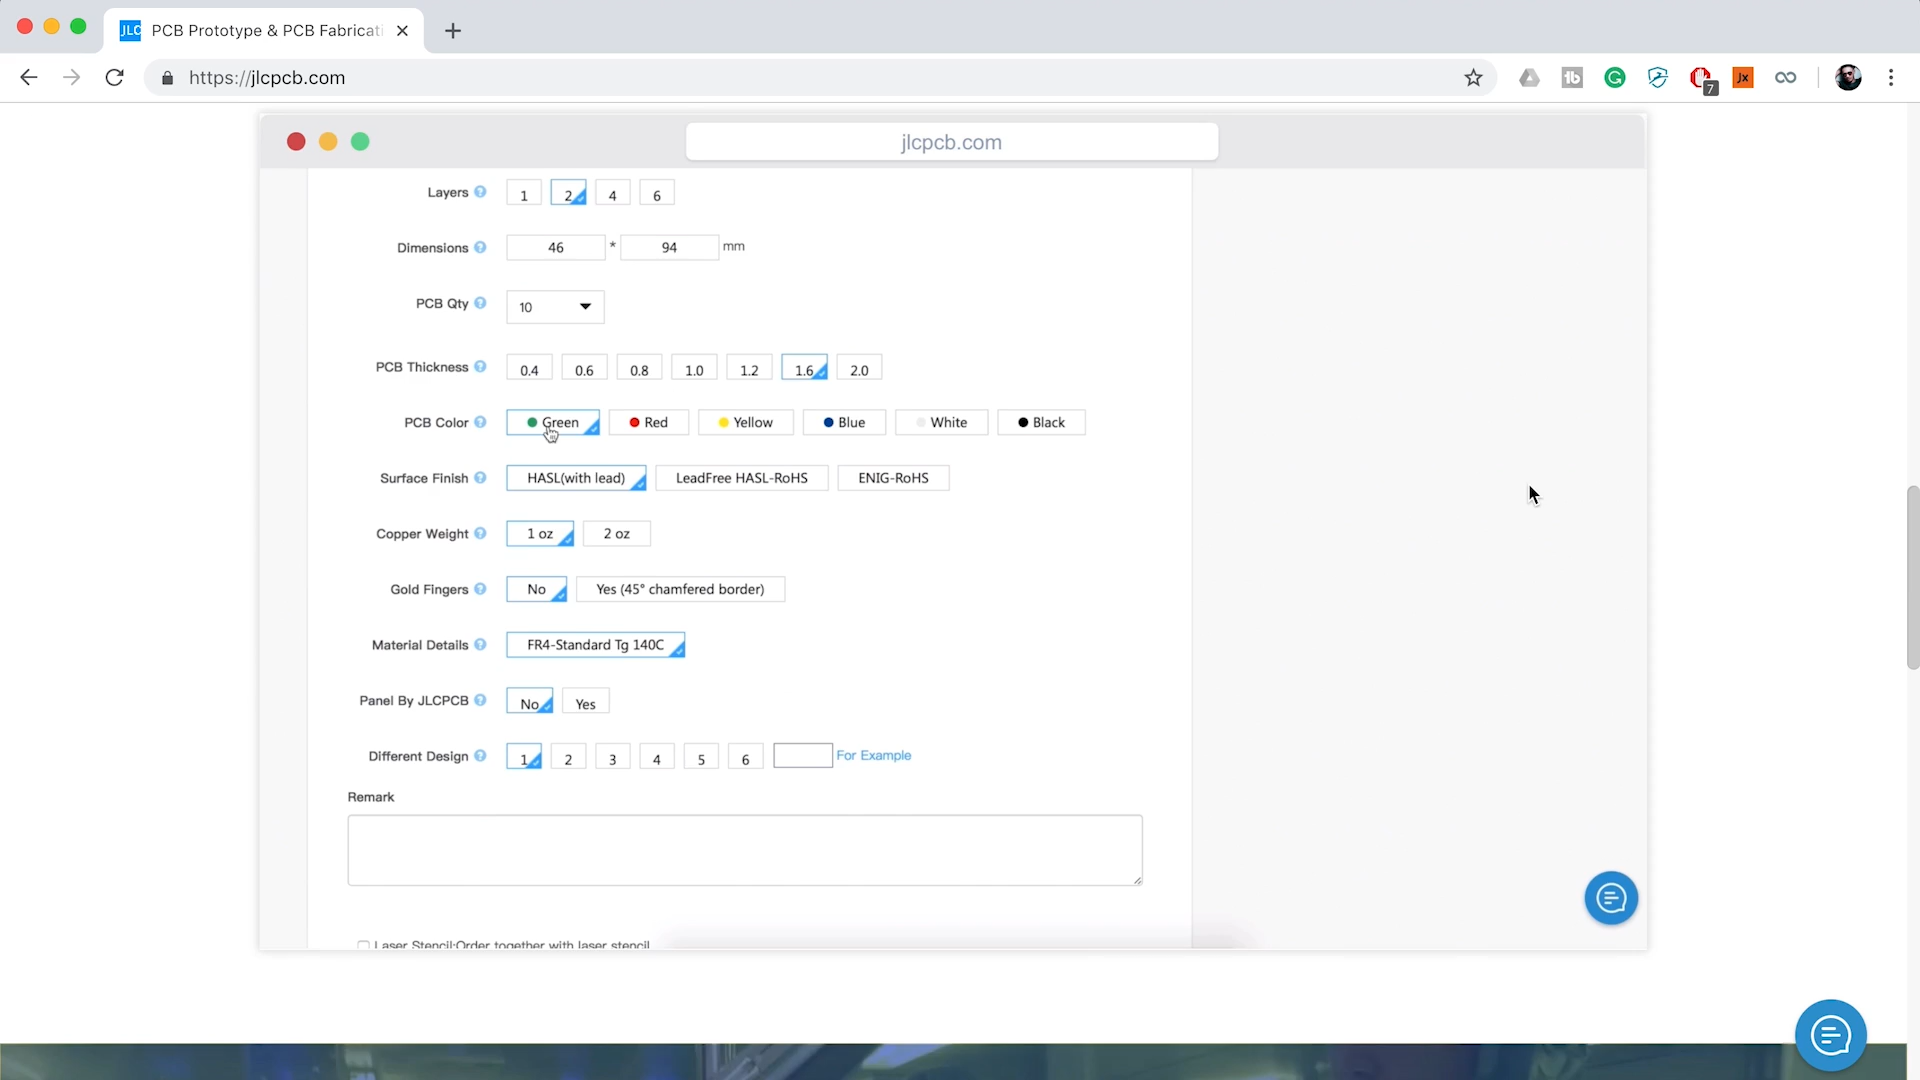 JLC PCB Prototype & PCB Fabricati
https://jlcpcb.com
7
Jx
jlcpcb.com
Layers ? 1 2 4 6
Dimensions ? 46 * 94 mm
PCB Qty ? 10
PCB Thickness ? 0.4 0.6 0.8 1.0 1.2 1.6 2.0
PCB Color ? Green Red Yellow Blue White Black
Surface Finish ? HASL(with lead) LeadFree HASL-RoHS ENIG-RoHS
Copper Weight ? 1 oz 2 oz
Gold Fingers ? No Yes (45° chamfered border)
Material Details ? FR4-Standard Tg 140C
Panel By JLCPCB ? No Yes
Different Design ? 1 2 3 4 5 6 For Example
Remark
Laser Stencil:Order together with laser stencil